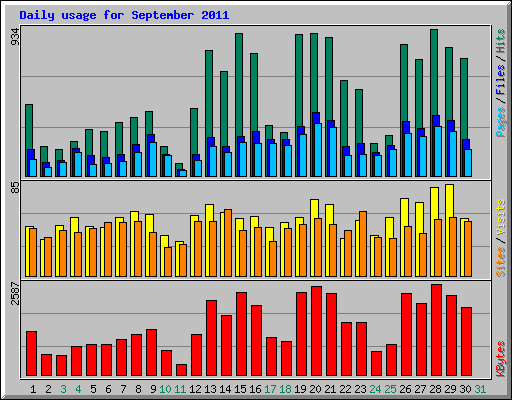 Daily usage for September 2011
934
Pages / Files / Hits
85
Sites / Visits
2587
KBytes
1 2 3 4 5 6 7 8 9 10 11 12 13 14 15 16 17 18 19 20 21 22 23 24 25 26 27 28 29 30 31